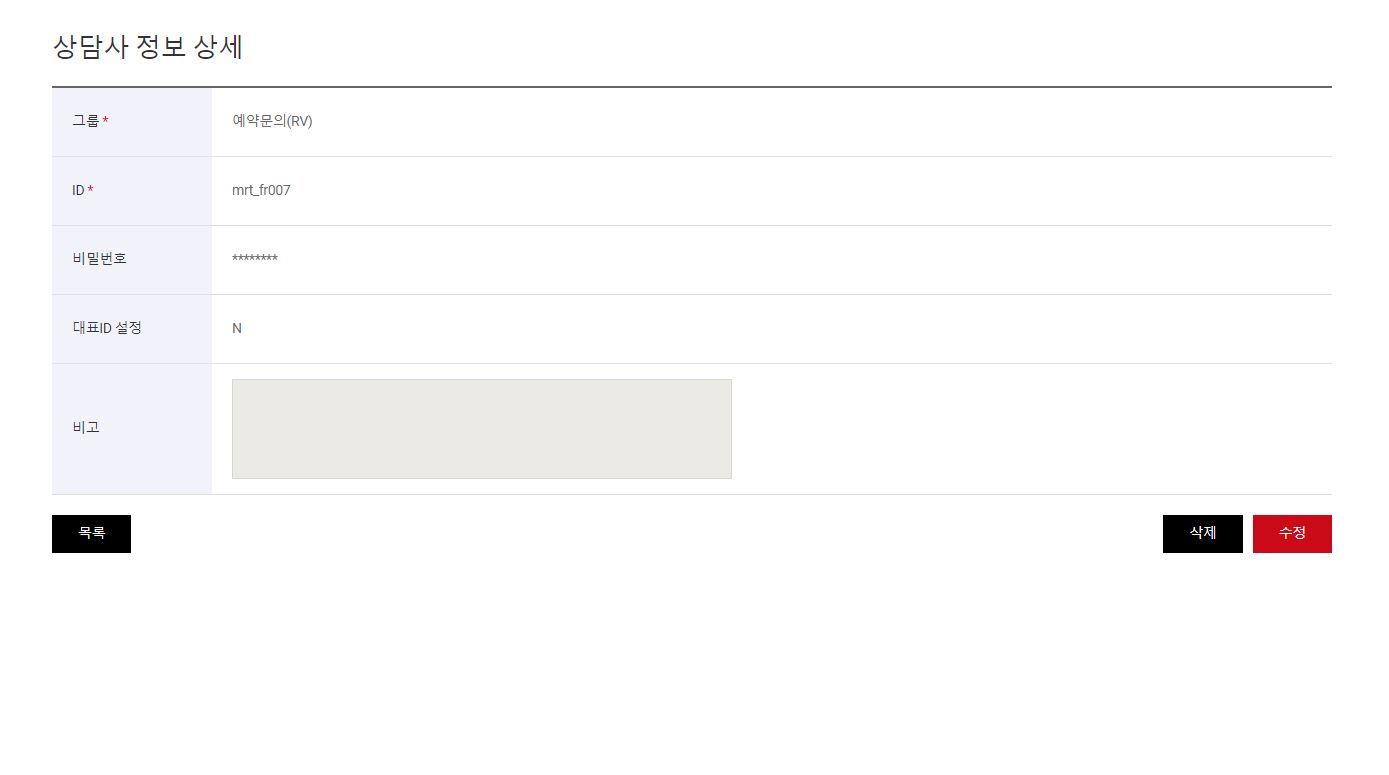 상담사 정보 상세
그룹 * 예약문의(RV)
ID * mrt_fr007
비밀번호 ********
대표ID 설정 N
비고
목록 삭제 수정